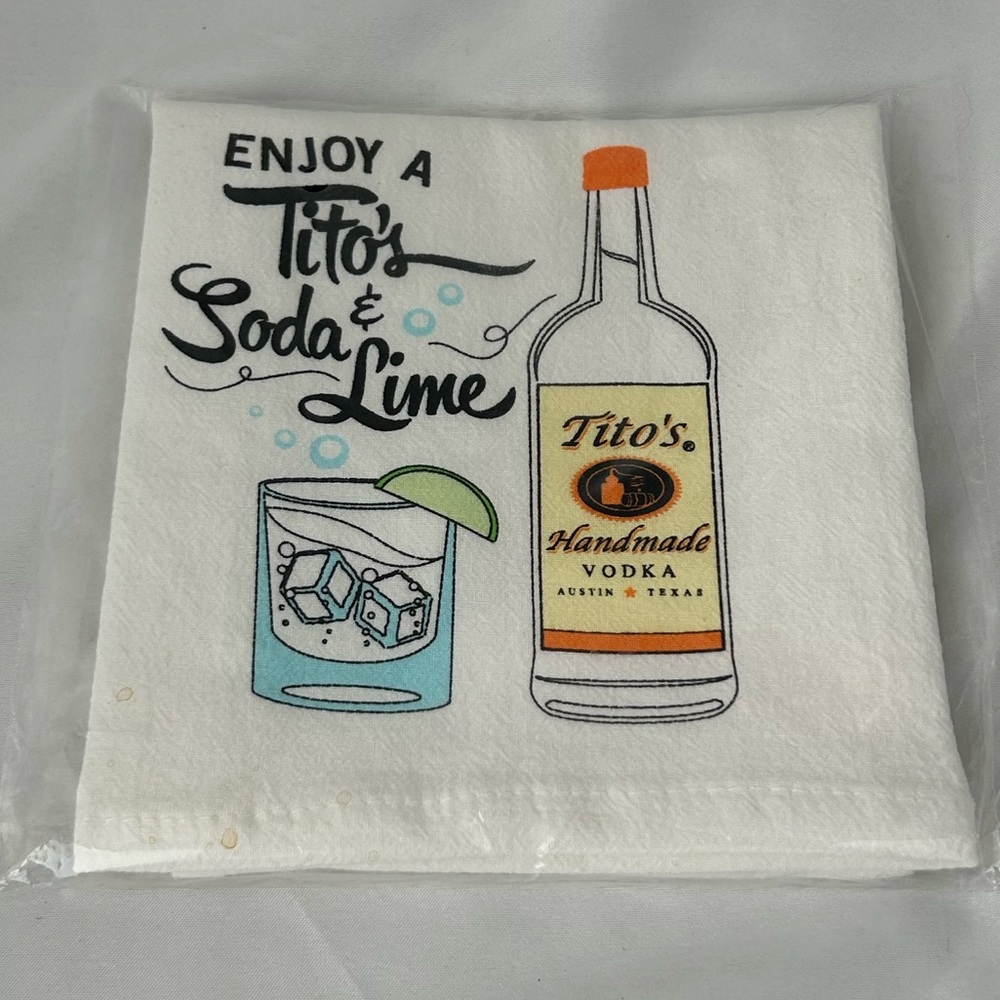 ENJOY A
Tito's
&
Soda
Lime
Tito's®
Handmade
VODKA
AUSTIN ★ TEXAS